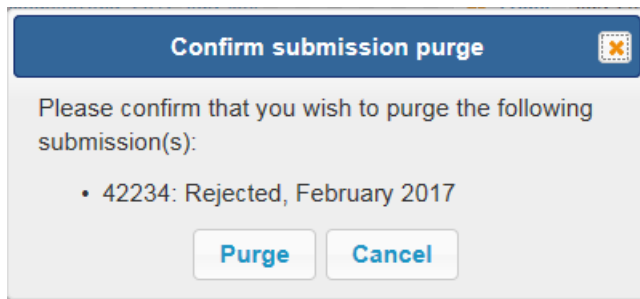 Confirm submission purge
Please confirm that you wish to purge the following
submission(s):
• 42234: Rejected, February 2017
Purge Cancel